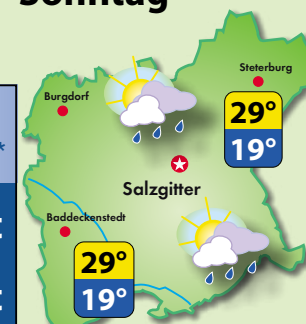 Sonntag
Steterburg
Burgdorf
29°
19°
*
Salzgitter
Baddeckenstedt
29°
19°